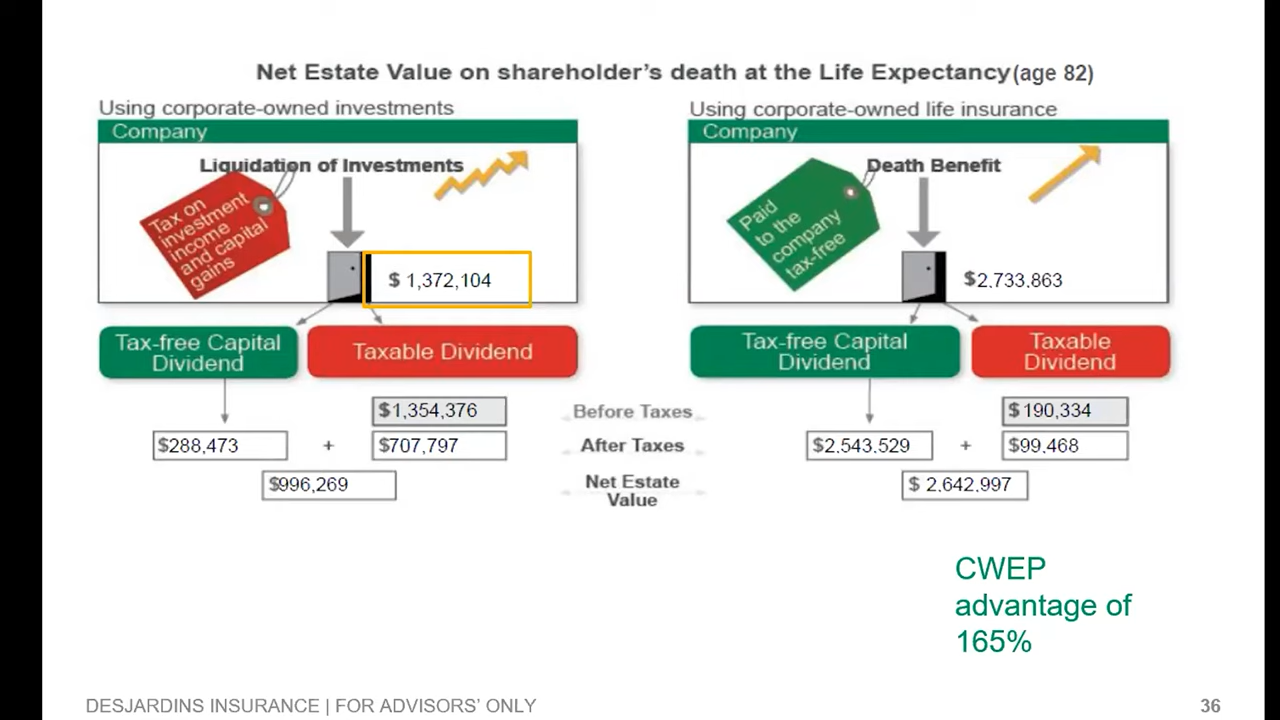 Net Estate Value on shareholder's death at the Life Expectancy(age 82)
Using corporate-owned investments
Company
Liquidation of Investments
Tax on
investment
income
and capital
gains
$ 1,372,104
Tax-free Capital
Dividend
Taxable Dividend
$1,354,376
$288,473 + $707,797
$996,269
Before Taxes
After Taxes
Net Estate
Value
Using corporate-owned life insurance
Company
Death Benefit
Paid
to the
company
tax-free
$2.733.863
Tax-free Capital
Dividend
Taxable
Dividend
$190,334
$2.543.529 + $99.468
$ 2.642.997
CWEP
advantage of
165%
DESJARDINS INSURANCE | FOR ADVISORS' ONLY
36